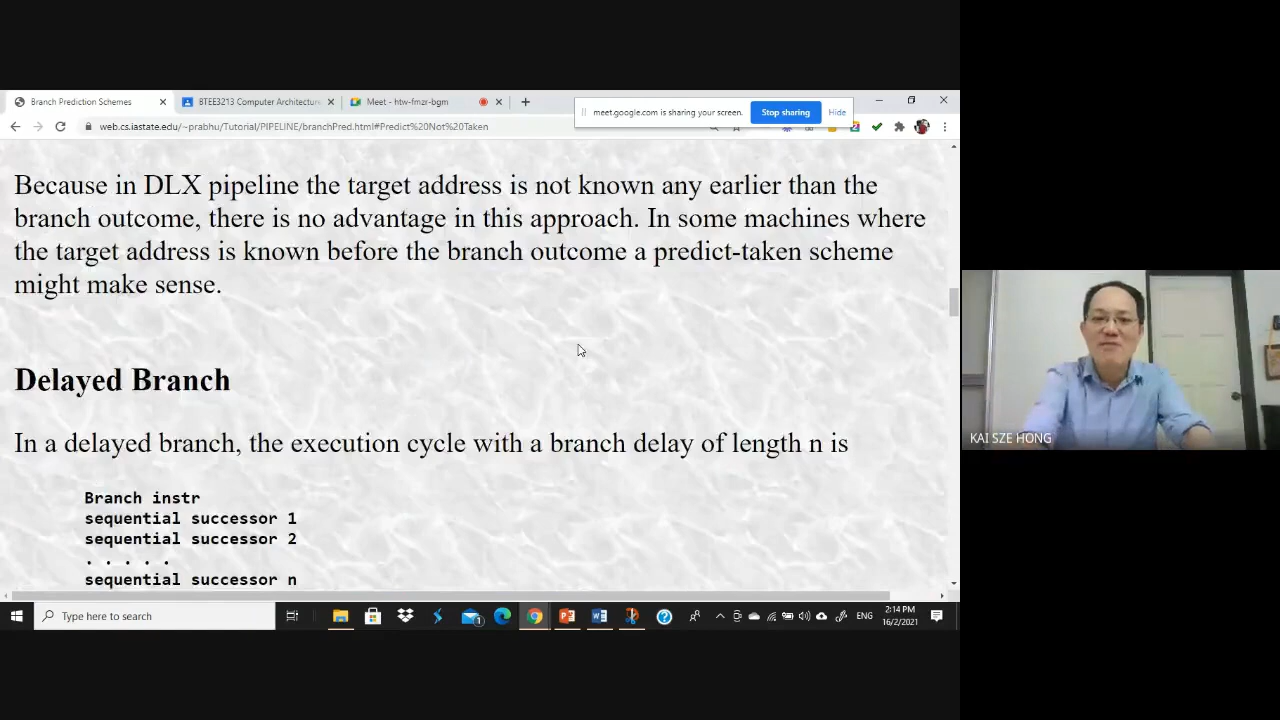 Branch Prediction Schemes
BTEE3213 Computer Architecture
Meet - htw-fmzr-bgm
meet.google.com is sharing your screen.
Stop sharing
Hide
web.cs.iastate.edu/~prabhu/Tutorial/PIPELINE/branchPred.html#Predict%20Not%20Taken
Because in DLX pipeline the target address is not known any earlier than the
branch outcome, there is no advantage in this approach. In some machines where
the target address is known before the branch outcome a predict-taken scheme
might make sense.
Delayed Branch
In a delayed branch, the execution cycle with a branch delay of length n is
Branch instr
sequential successor 1
sequential successor 2
. . . . .
sequential successor n
KAI SZE HONG
Type here to search
1
ENG
2:14 PM
16/2/2021